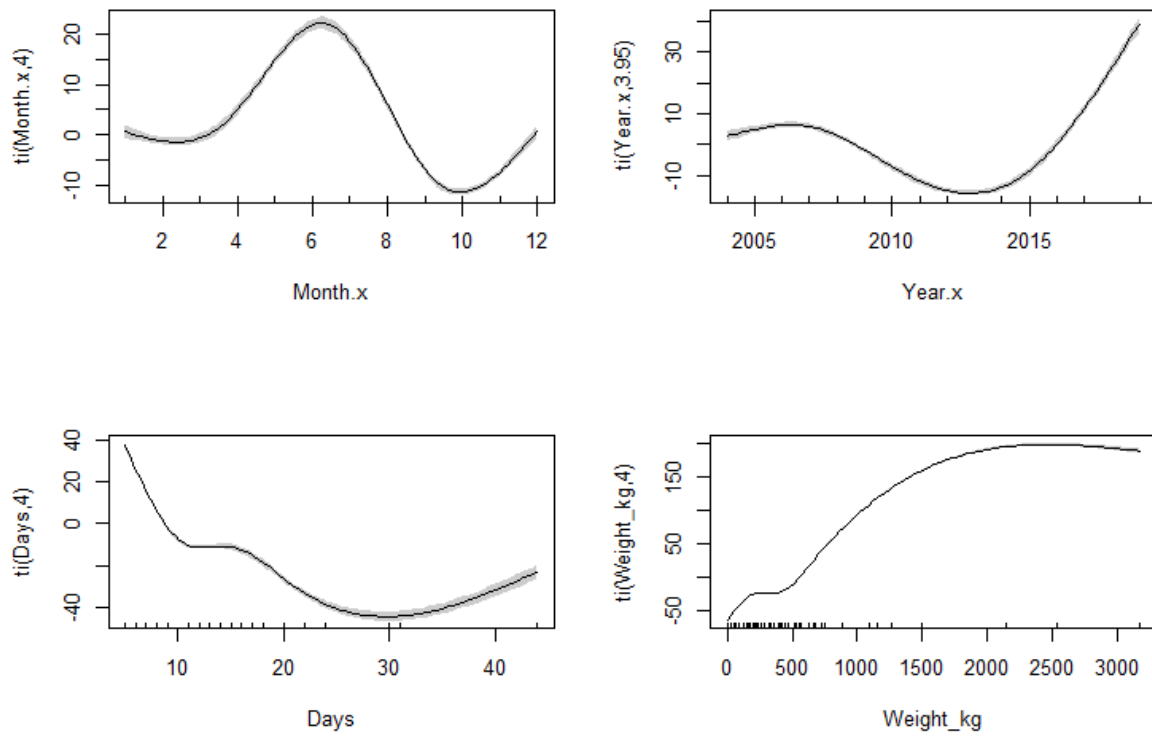 ti(Month.x,4)
20
10
0
-10
2 4 6 8 10 12
Month.x
ti(Year.x,3.95)
30
10
-10
2005 2010 2015
Year.x
ti(Days,4)
40
20
0
-40
10 20 30 40
Days
ti(Weight_kg,4)
150
50
-50
0 500 1000 1500 2000 2500 3000
Weight_kg